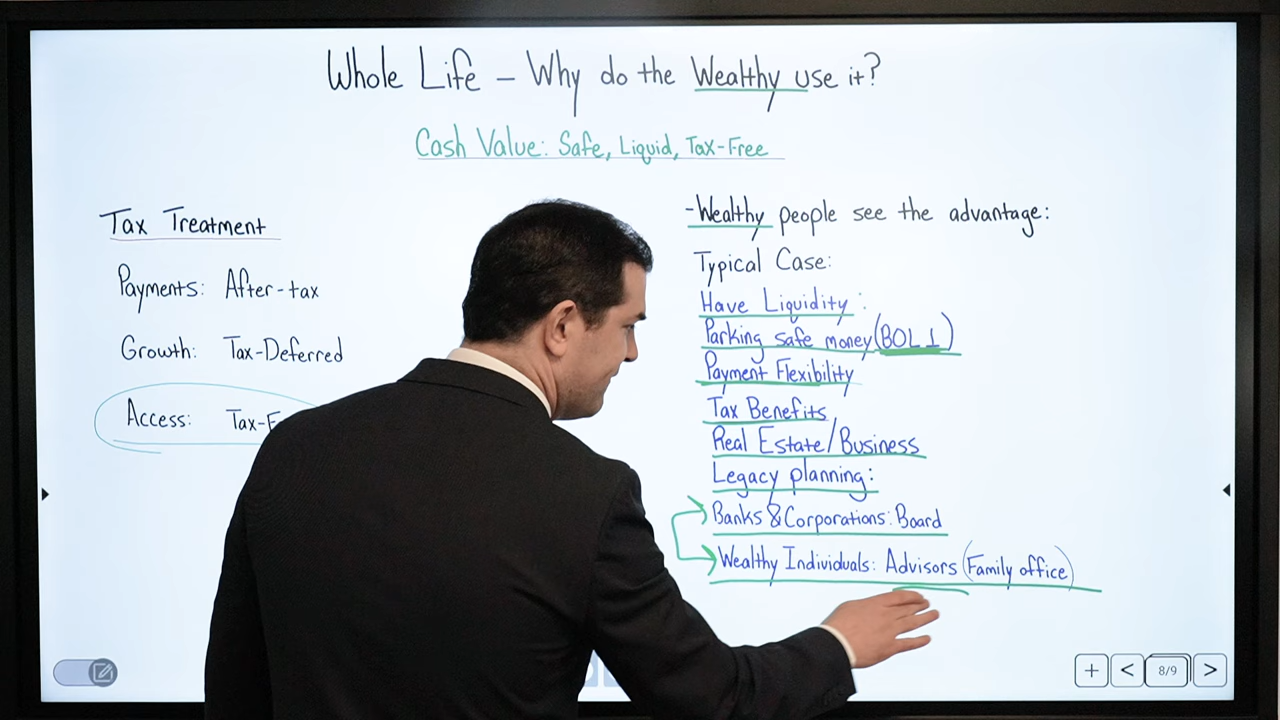 Whole Life – Why do the Wealthy use it?
Cash Value: Safe, Liquid, Tax-Free
Tax Treatment
Payments: After-tax
Growth: Tax-Deferred
Access:
-Wealthy people see the advantage:
Typical Case:
Have Liquidity:
Parking safe money (BOLI)
Payment Flexibility
Tax Benefits
Real Estate/Business
Legacy planning:
Banks & Corporations: Board
Wealthy Individuals: Advisors (Family office)
+ < 8/9 >